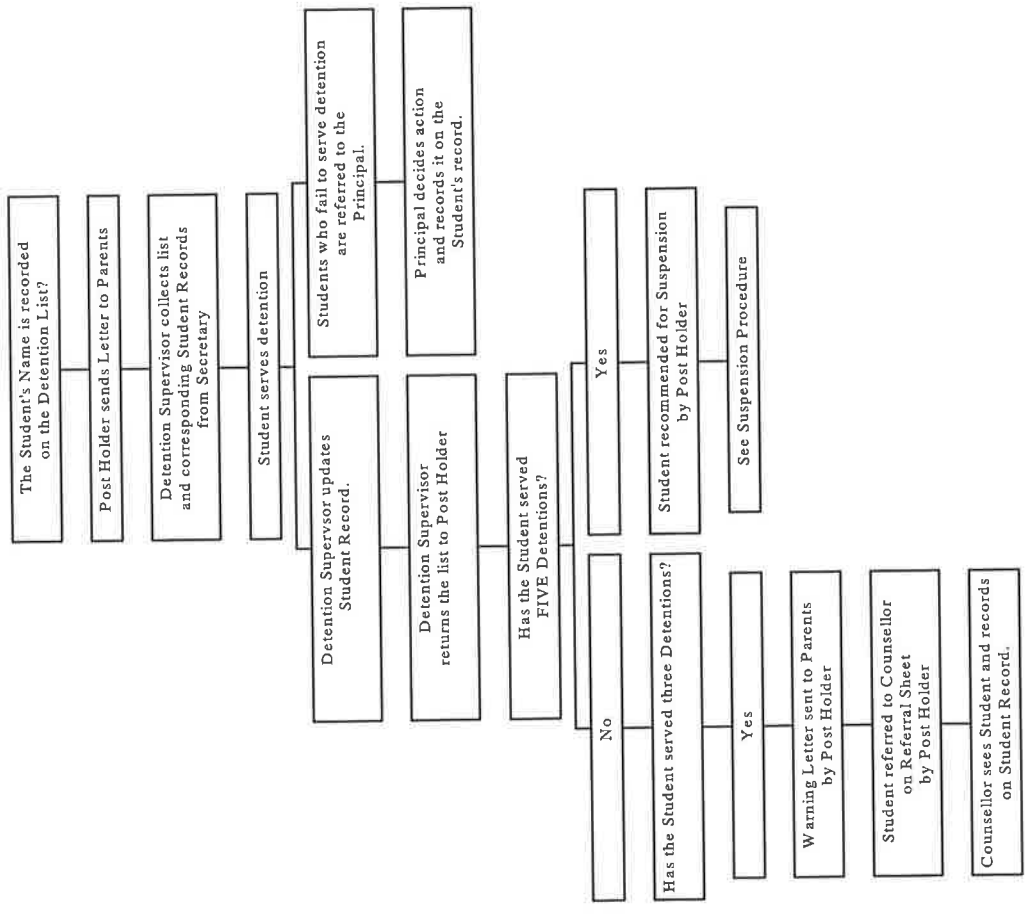 The Student's Name is recorded
on the Detention List?
Post Holder sends Letter to Parents
Detention Supervisor collects list
and corresponding Student Records
from Secretary
Student serves detention
Detention Supervsor updates
Student Record.
Students who fail to serve detention
are referred to the
Principal.
Detention Supervisor
returns the list to Post Holder
Principal decides action
and records it on the
Student's record.
Has the Student served
FIVE Detentions?
No
Yes
Has the Student served three Detentions?
Student recommended for Suspension
by Post Holder
Yes
See Suspension Procedure
Warning Letter sent to Parents
by Post Holder
Student referred to Counsellor
on Referral Sheet
by Post Holder
Counsellor sees Student and records
on Student Record.